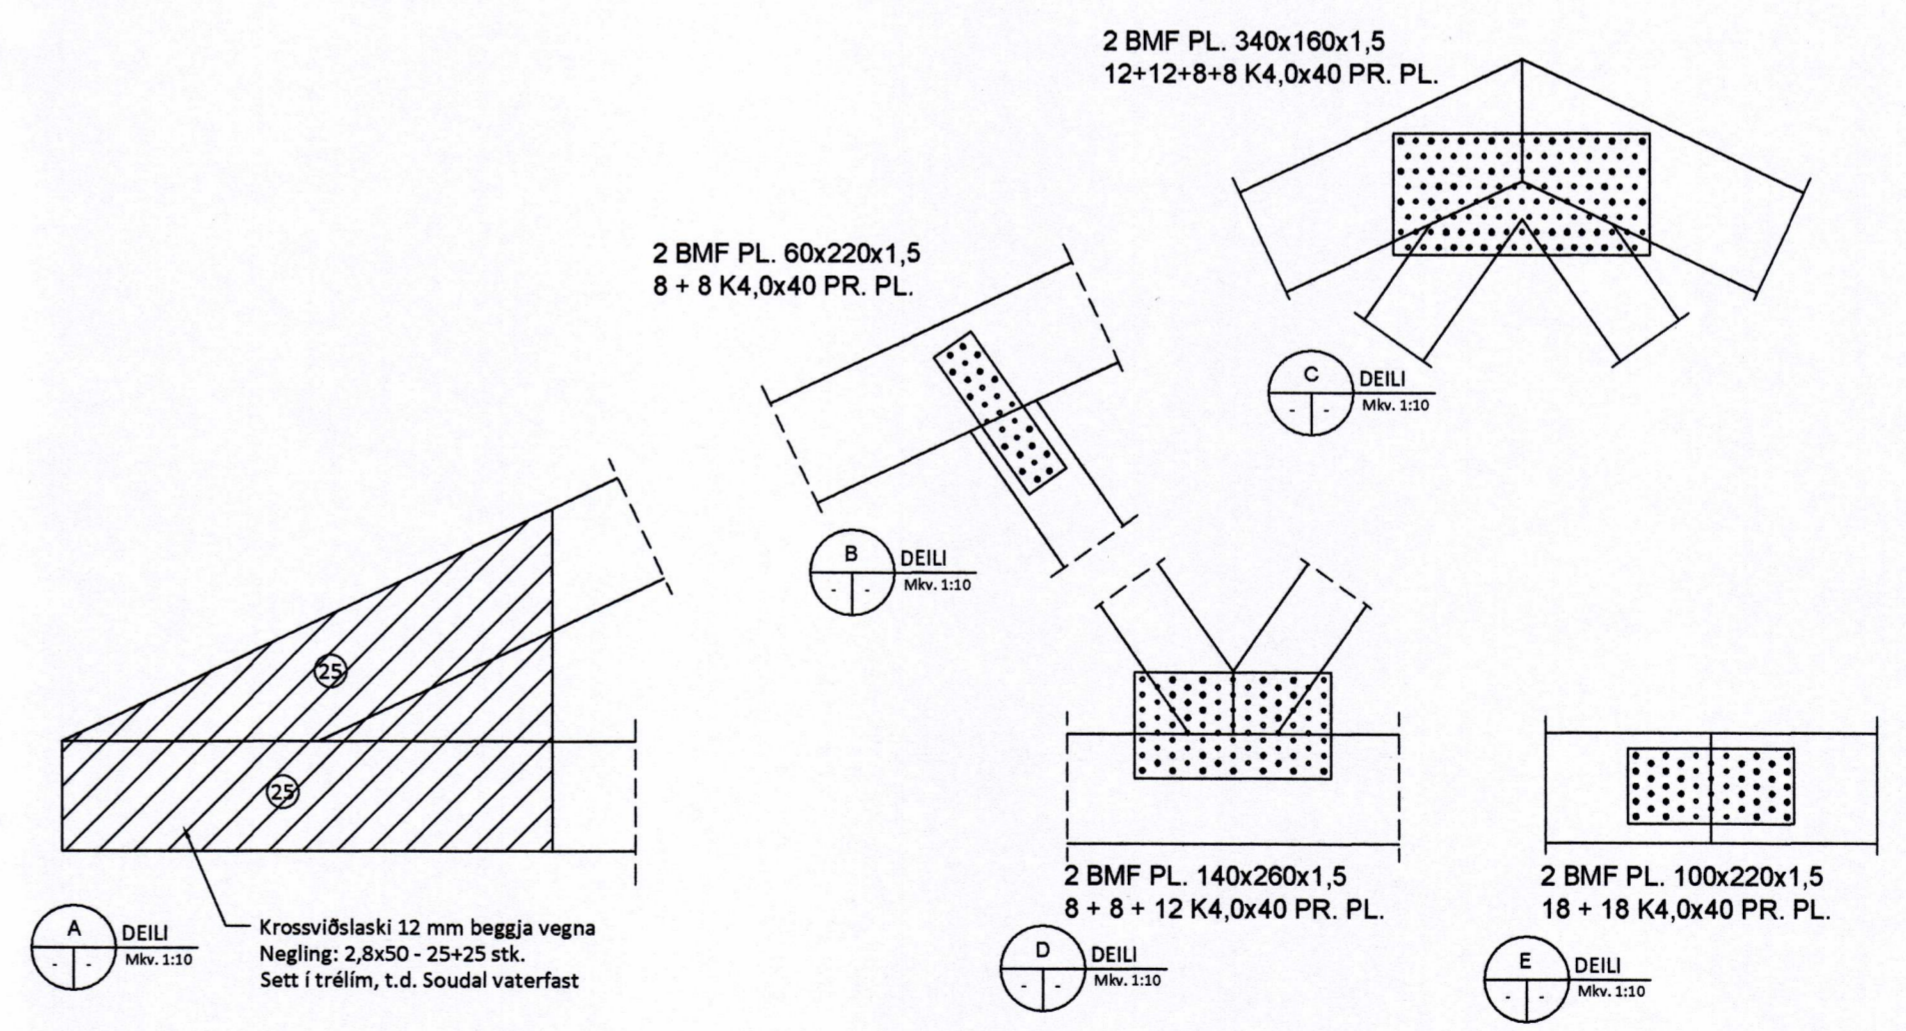 2 BMF PL. 340x160x1,5
12+12+8+8 K4,0x40 PR. PL.
C
DEILI
Mkv. 1:10
- -
2 BMF PL. 60x220x1,5
8 + 8 K4,0x40 PR. PL.
B
DEILI
Mkv. 1:10
- -
25
25
A
DEILI
Mkv. 1:10
- -
Krossviðslaski 12 mm beggja vegna
Negling: 2,8x50 - 25+25 stk.
Sett í trélím, t.d. Soudal vaterfast
2 BMF PL. 140x260x1,5
8 + 8 + 12 K4,0x40 PR. PL.
D
DEILI
Mkv. 1:10
- -
2 BMF PL. 100x220x1,5
18 + 18 K4,0x40 PR. PL.
E
DEILI
Mkv. 1:10
- -